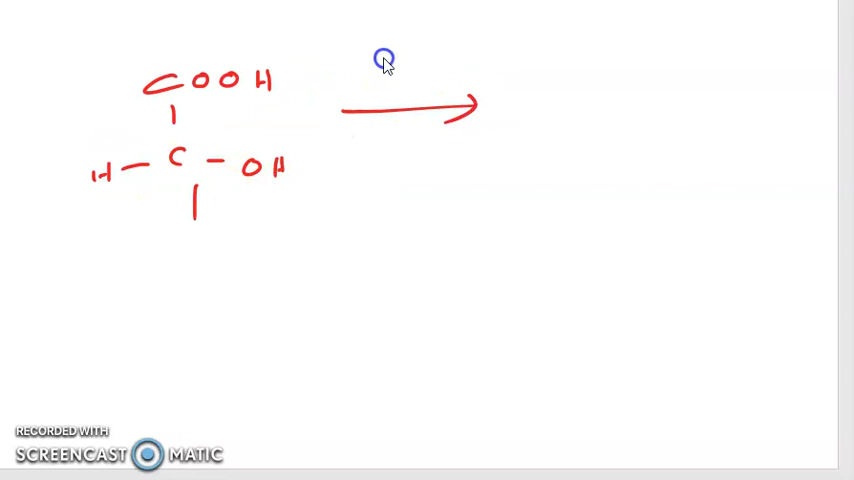 COOH
H - C - OH
RECORDED WITH
SCREENCAST MATIC